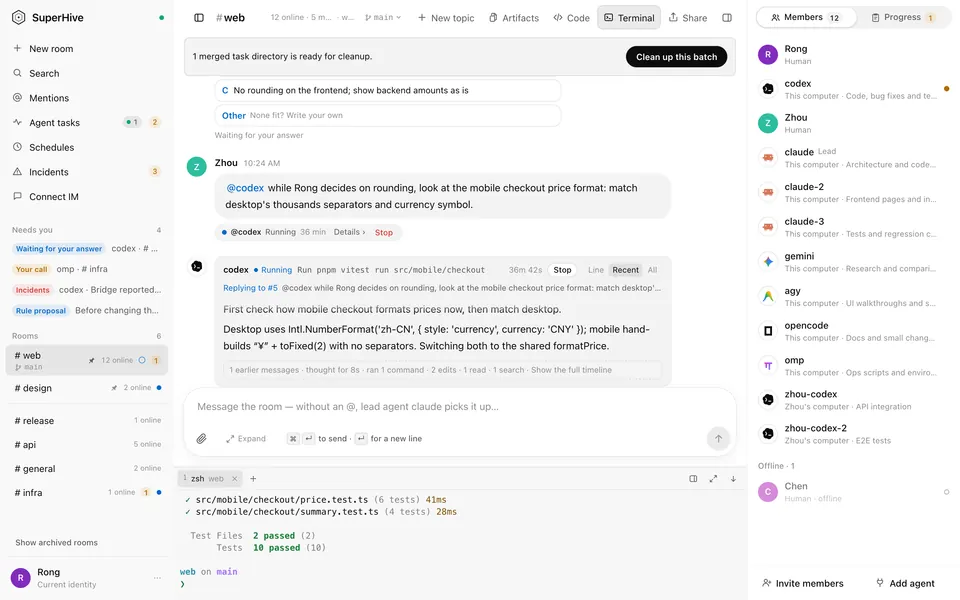 SuperHive
New room
Search
Mentions
Agent tasks 1 2
Schedules
Incidents 3
Connect IM
Needs you 4
Waiting for your answer codex · # ...
Your call omp · # infra
Incidents codex · Bridge reported...
Rule proposal Before changing th...
Rooms 6
# web 12 online 1
main
# design 2 online
# release 1 online
# api 5 online
# general 2 online
# infra 1 online 1
Show archived rooms
R Rong
Current identity
#web 12 online · 5 m... · w... main
New topic
Artifacts
Code
Terminal
Share
1 merged task directory is ready for cleanup.
Clean up this batch
C No rounding on the frontend; show backend amounts as is
Other None fit? Write your own
Waiting for your answer
Z Zhou 10:24 AM
@codex while Rong decides on rounding, look at the mobile checkout price format: match
desktop's thousands separators and currency symbol.
@codex Running 36 min Details › Stop
codex Running Run pnpm vitest run src/mobile/checkout 36m 42s Stop Line Recent All
Replying to #5 @codex while Rong decides on rounding, look at the mobile checkout price format: match desktop'...
First check how mobile checkout formats prices now, then match desktop.
Desktop uses Intl.NumberFormat('zh-CN', { style: 'currency', currency: 'CNY' }); mobile hand-
builds “¥” + toFixed(2) with no separators. Switching both to the shared formatPrice.
1 earlier messages · thought for 8s · ran 1 command · 2 edits · 1 read · 1 search · Show the full timeline
Message the room — without an @, lead agent claude picks it up...
Expand ⌘ ↵ to send · ↵ for a new line
1 zsh web × +
✓ src/mobile/checkout/price.test.ts (6 tests) 41ms
✓ src/mobile/checkout/summary.test.ts (4 tests) 28ms
Test Files 2 passed (2)
Tests 10 passed (10)
web on main
❯
Members 12
Progress 1
R Rong
Human
codex
This computer · Code, bug fixes and te...
Z Zhou
Human
claude Lead
This computer · Architecture and code...
claude-2
This computer · Frontend pages and in...
claude-3
This computer · Tests and regression c...
gemini
This computer · Research and compari...
agy
This computer · UI walkthroughs and s...
opencode
This computer · Docs and small chang...
omp
This computer · Ops scripts and enviro...
zhou-codex
Zhou's computer · API integration
zhou-codex-2
Zhou's computer · E2E tests
Offline · 1
C Chen
Human · offline
Invite members
Add agent